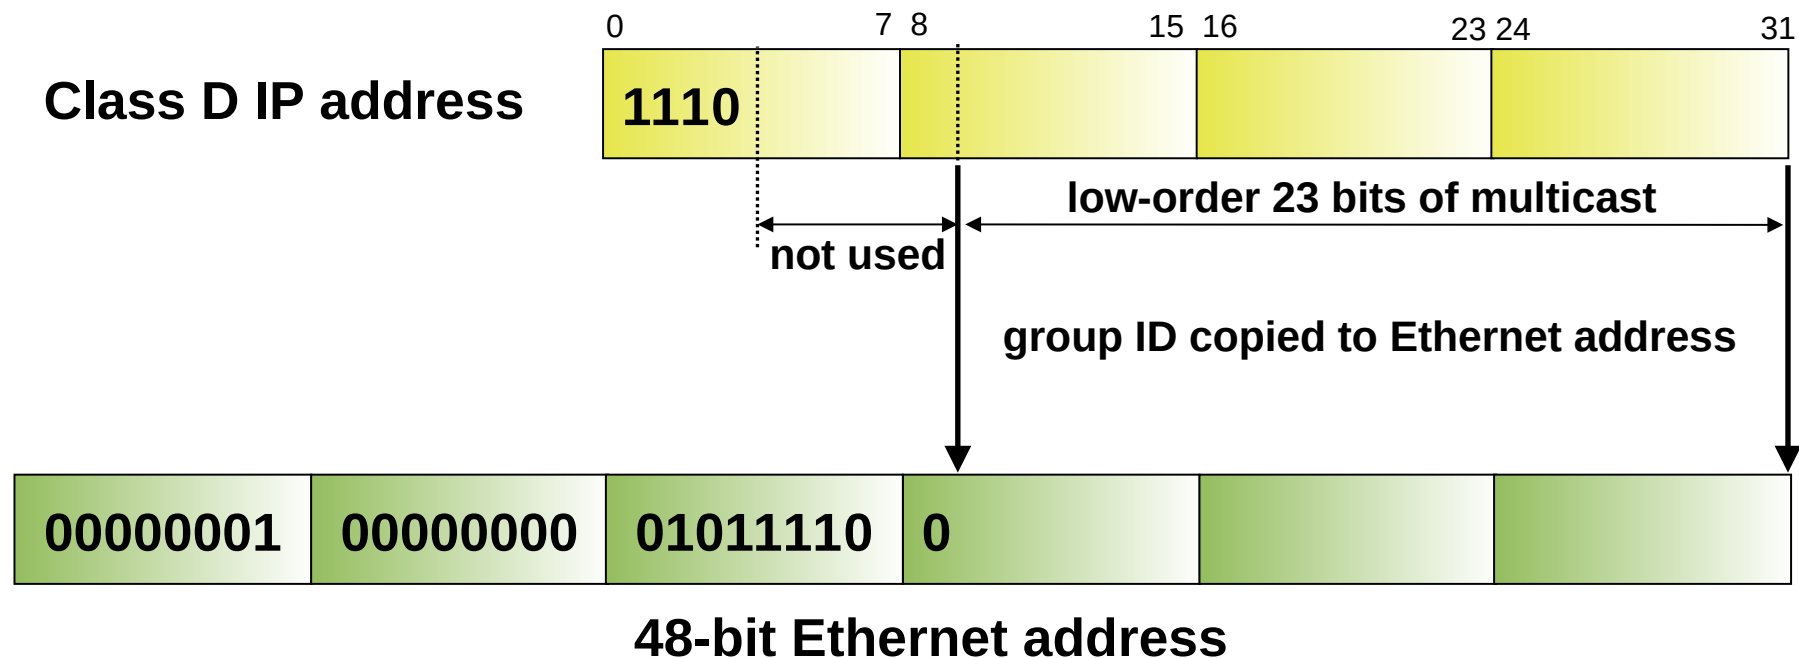 0 7 8 15 16 23 24 31
Class D IP address 1110
low-order 23 bits of multicast
not used
group ID copied to Ethernet address
00000001 00000000 01011110 0
48-bit Ethernet address